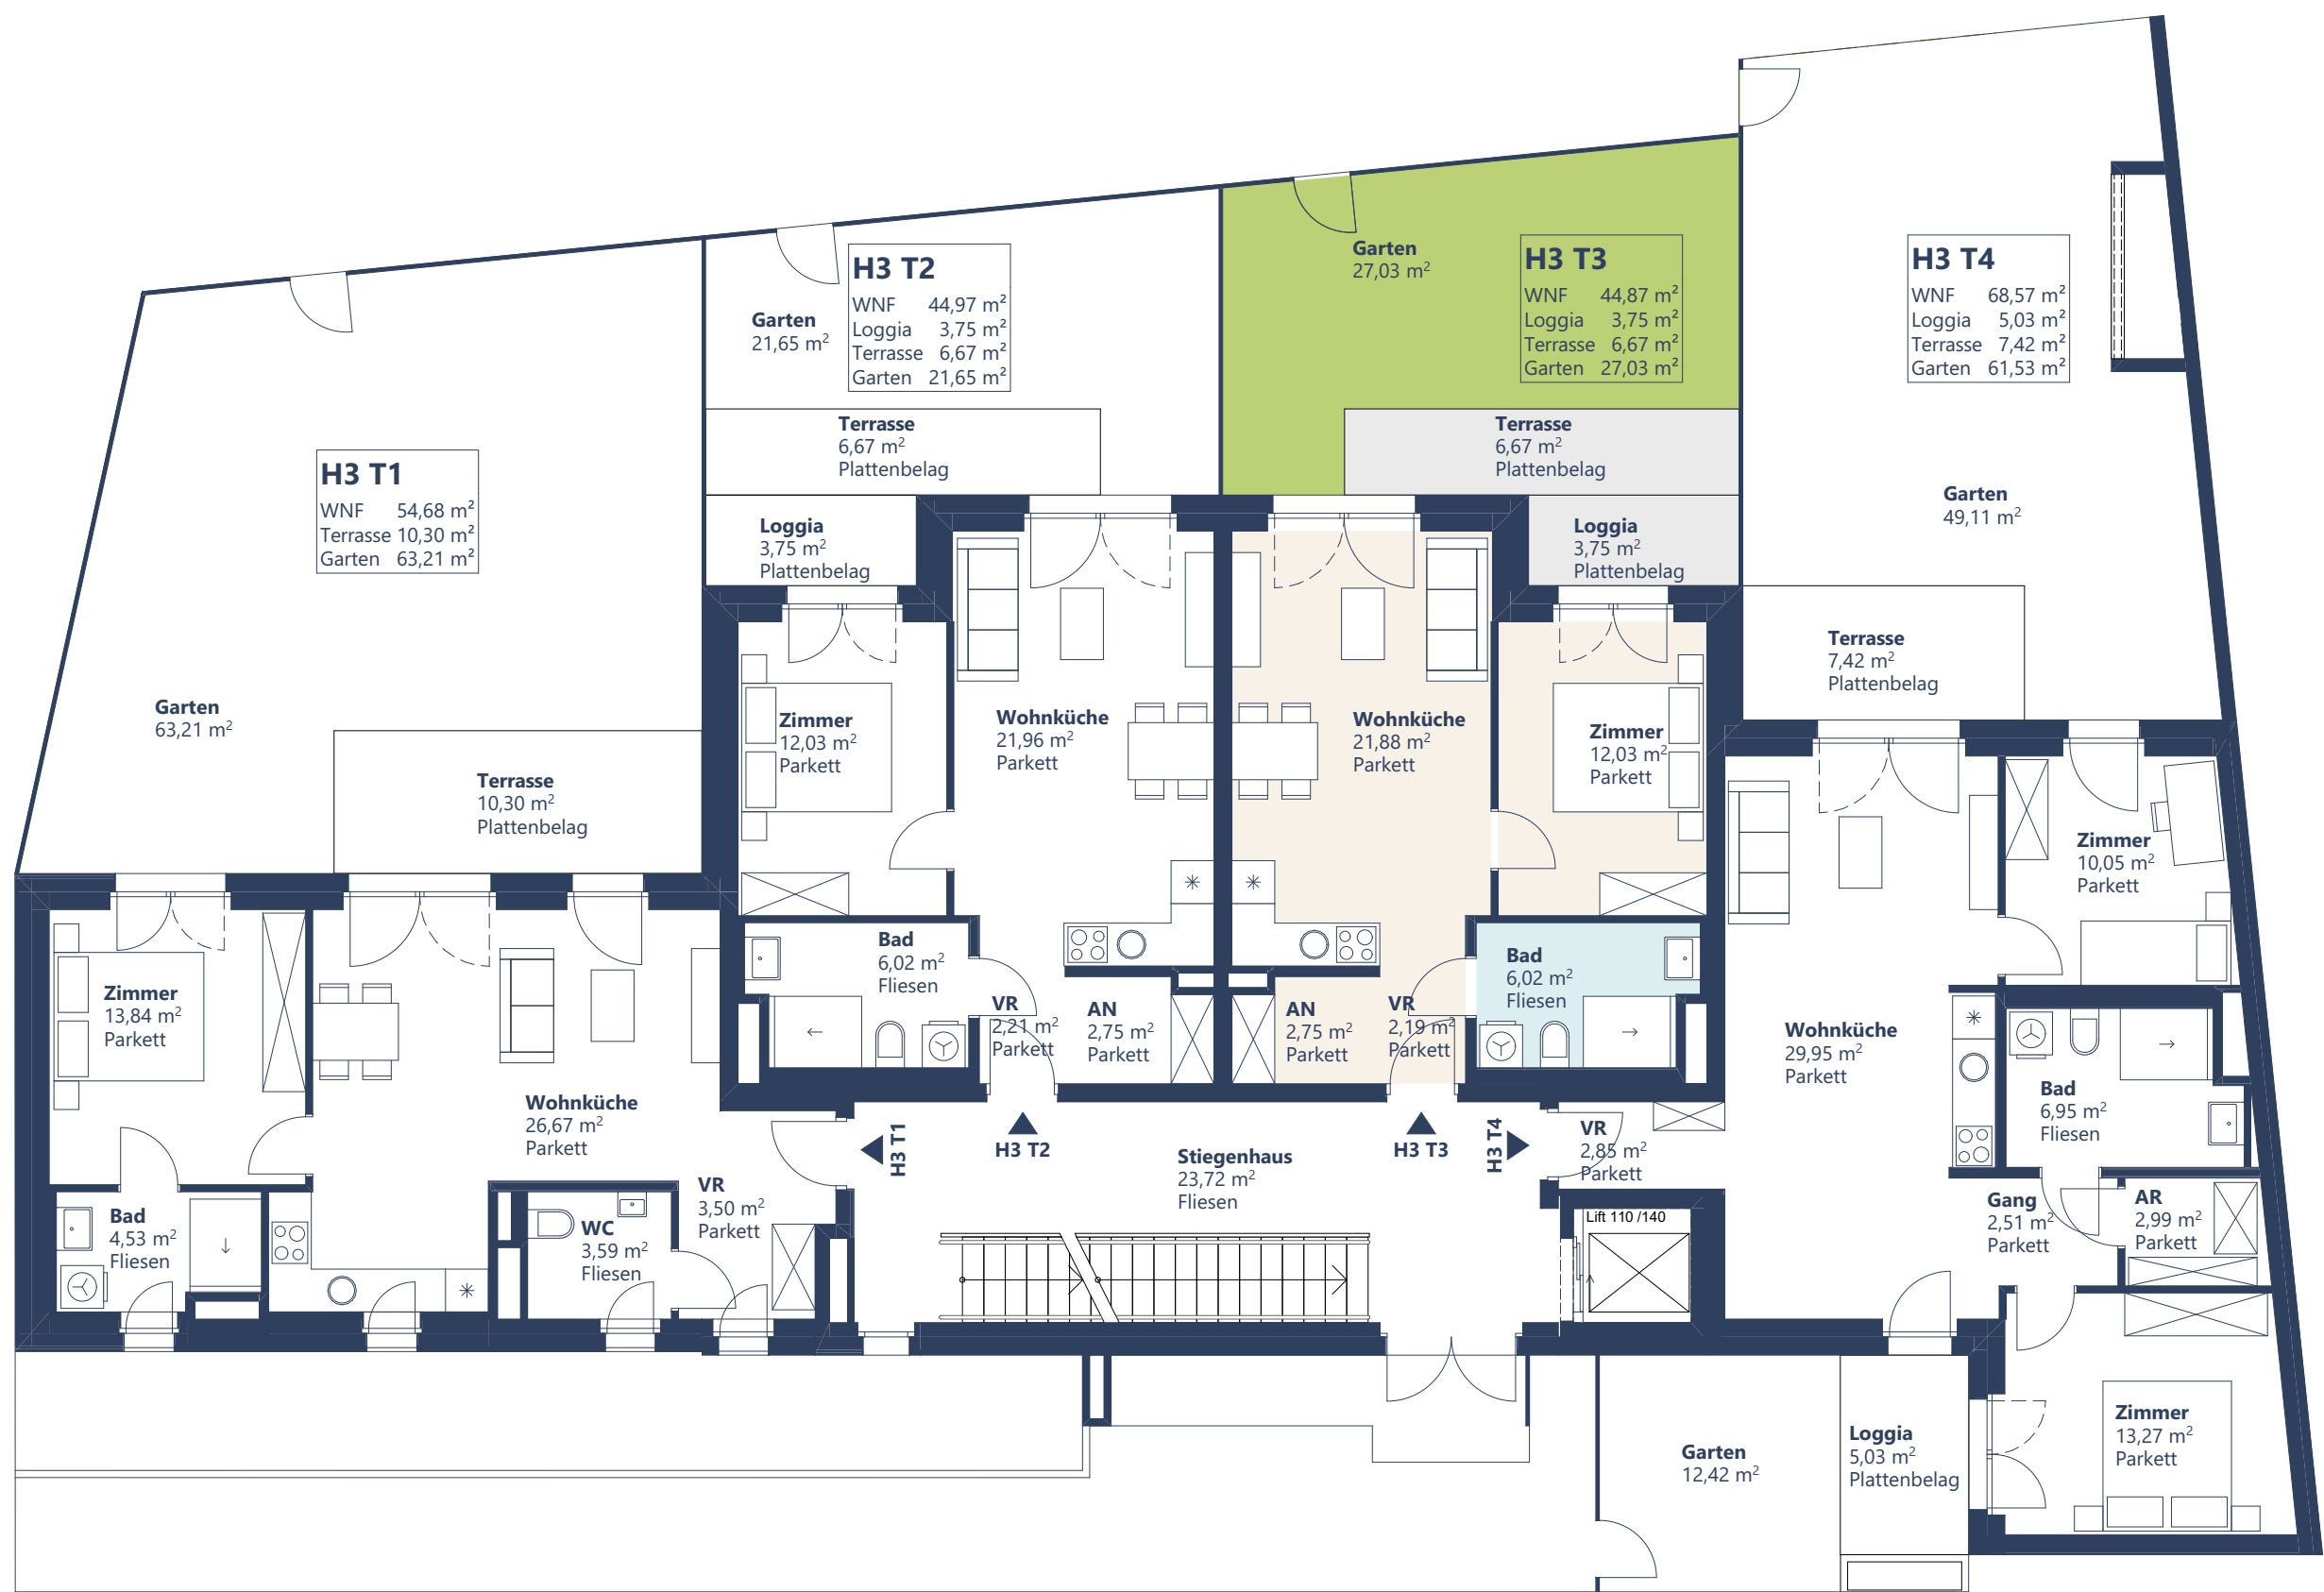 H3 T1
WNF 54,68 m²
Terrasse 10,30 m²
Garten 63,21 m²
Garten
63,21 m²
Terrasse
10,30 m²
Plattenbelag
Zimmer
13,84 m²
Parkett
Wohnküche
26,67 m²
Parkett
Bad
4,53 m²
Fliesen
WC
3,59 m²
Fliesen
VR
3,50 m²
Parkett
H3 T2
WNF 44,97 m²
Loggia 3,75 m²
Terrasse 6,67 m²
Garten 21,65 m²
Garten
21,65 m²
Terrasse
6,67 m²
Plattenbelag
Loggia
3,75 m²
Plattenbelag
Zimmer
12,03 m²
Parkett
Wohnküche
21,96 m²
Parkett
Bad
6,02 m²
Fliesen
VR
2,21 m²
Parkett
AN
2,75 m²
Parkett
Garten
27,03 m²
H3 T3
WNF 44,87 m²
Loggia 3,75 m²
Terrasse 6,67 m²
Garten 27,03 m²
Terrasse
6,67 m²
Plattenbelag
Loggia
3,75 m²
Plattenbelag
Wohnküche
21,88 m²
Parkett
Zimmer
12,03 m²
Parkett
AN
2,75 m²
Parkett
VR
2,19 m²
Parkett
Bad
6,02 m²
Fliesen
H3 T4
WNF 68,57 m²
Loggia 5,03 m²
Terrasse 7,42 m²
Garten 61,53 m²
Garten
49,11 m²
Terrasse
7,42 m²
Plattenbelag
Zimmer
10,05 m²
Parkett
Wohnküche
29,95 m²
Parkett
Bad
6,95 m²
Fliesen
VR
2,85 m²
Parkett
Gang
2,51 m²
Parkett
AR
2,99 m²
Parkett
H3 T1
H3 T2
H3 T3
H3 T4
Stiegenhaus
23,72 m²
Fliesen
Lift 110 /140
Garten
12,42 m²
Loggia
5,03 m²
Plattenbelag
Zimmer
13,27 m²
Parkett